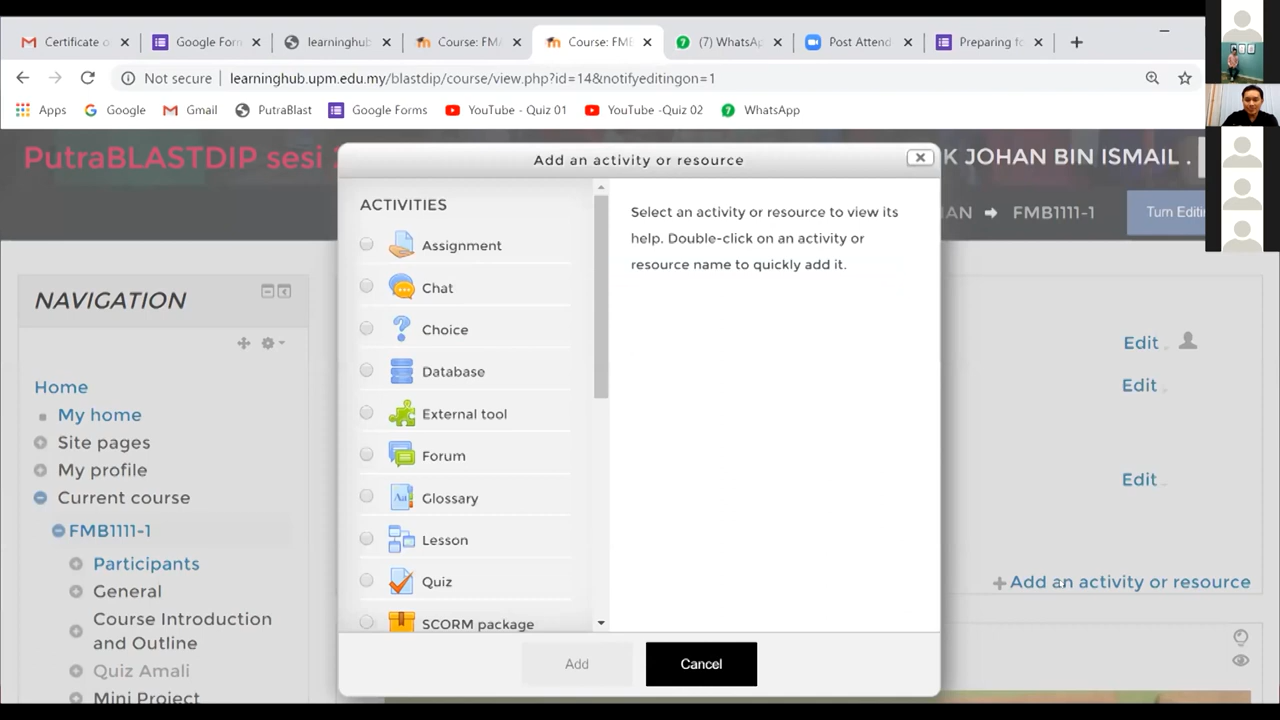 Certificate o
Google For
learninghub
Course: FM
Course: FMB
(7) WhatsAp
Post Attend
Preparing fo
Not secure
learninghub.upm.edu.my/blastdip/course/view.php?id=14&notifyeditingon=1
Apps
Google
Gmail
PutraBlast
Google Forms
YouTube - Quiz 01
YouTube -Quiz 02
WhatsApp
PutraBLASTDIP sesi
K JOHAN BIN ISMAIL .
FMB1111-1
Turn Editi
Add an activity or resource
ACTIVITIES
Assignment
Chat
Choice
Database
External tool
Forum
Glossary
Lesson
Quiz
SCORM package
Select an activity or resource to view its
help. Double-click on an activity or
resource name to quickly add it.
Add
Cancel
NAVIGATION
Home
My home
Site pages
My profile
Current course
FMB1111-1
Participants
General
Course Introduction
and Outline
Quiz Amali
Mini Project
Edit
Edit
Edit
Add an activity or resource